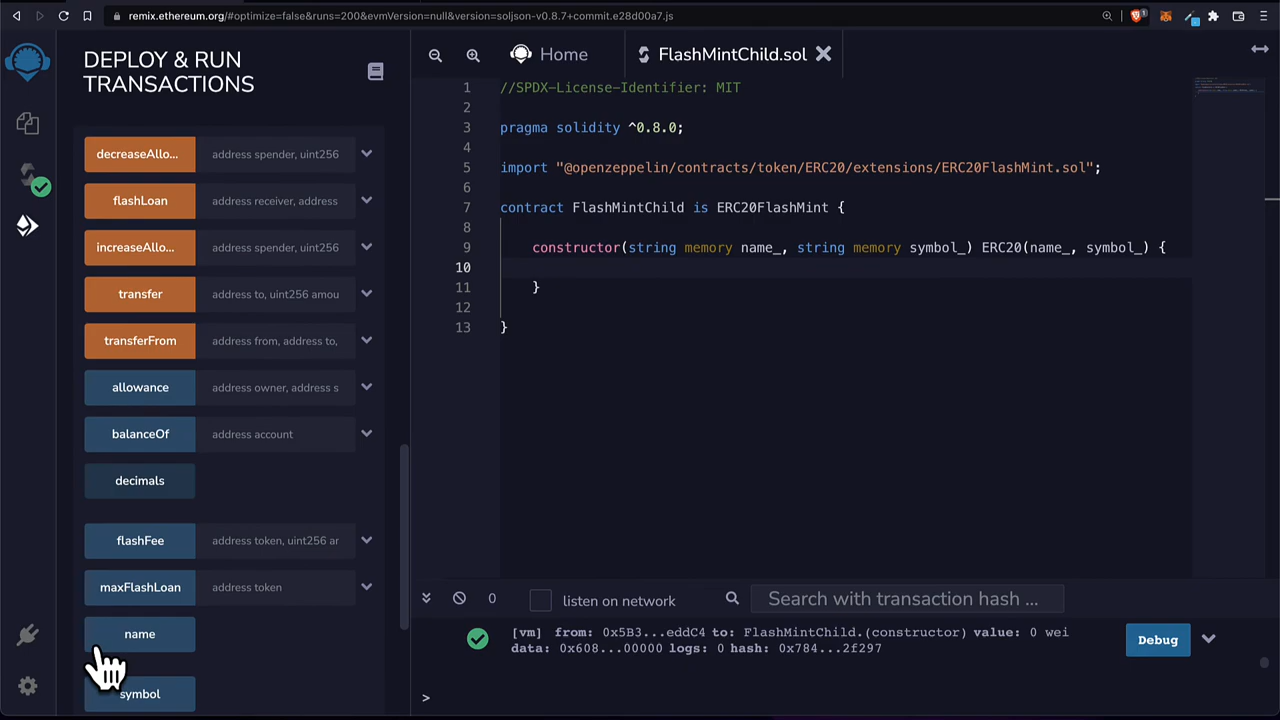 remix.ethereum.org/#optimize=false&runs=200&evmVersion=null&version=soljson-v0.8.7+commit.e28d00a7.js
DEPLOY & RUN
TRANSACTIONS
decreaseAllo... address spender, uint256
flashLoan address receiver, address
increaseAllo... address spender, uint256
transfer address to, uint256 amou
transferFrom address from, address to,
allowance address owner, address s
balanceOf address account
decimals
flashFee address token, uint256 ar
maxFlashLoan address token
name
symbol
Home FlashMintChild.sol
1 //SPDX-License-Identifier: MIT
2
3 pragma solidity ^0.8.0;
4
5 import "@openzeppelin/contracts/token/ERC20/extensions/ERC20FlashMint.sol";
6
7 contract FlashMintChild is ERC20FlashMint {
8
9 constructor(string memory name_, string memory symbol_) ERC20(name_, symbol_) {
10
11 }
12
13 }
0 listen on network Search with transaction hash ...
[vm] from: 0x5B3...eddC4 to: FlashMintChild.(constructor) value: 0 wei
data: 0x608...00000 logs: 0 hash: 0x784...2f297
Debug
>